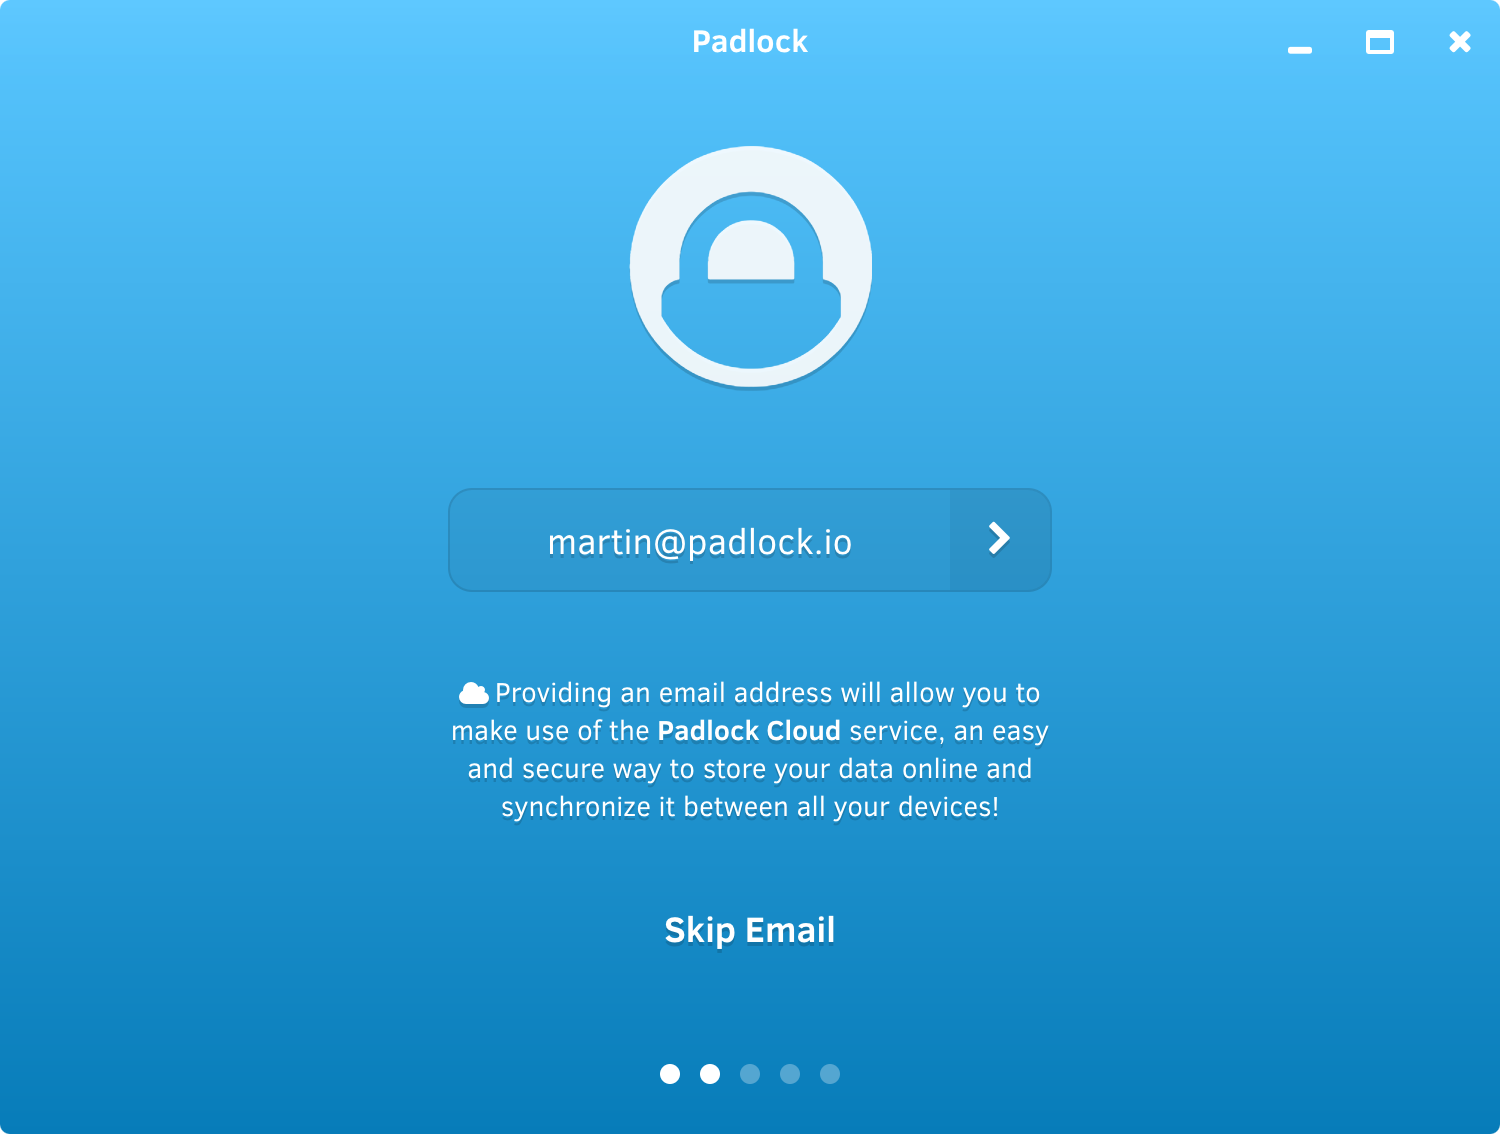 Padlock
martin@padlock.io
Providing an email address will allow you to
make use of the Padlock Cloud service, an easy
and secure way to store your data online and
synchronize it between all your devices!
Skip Email